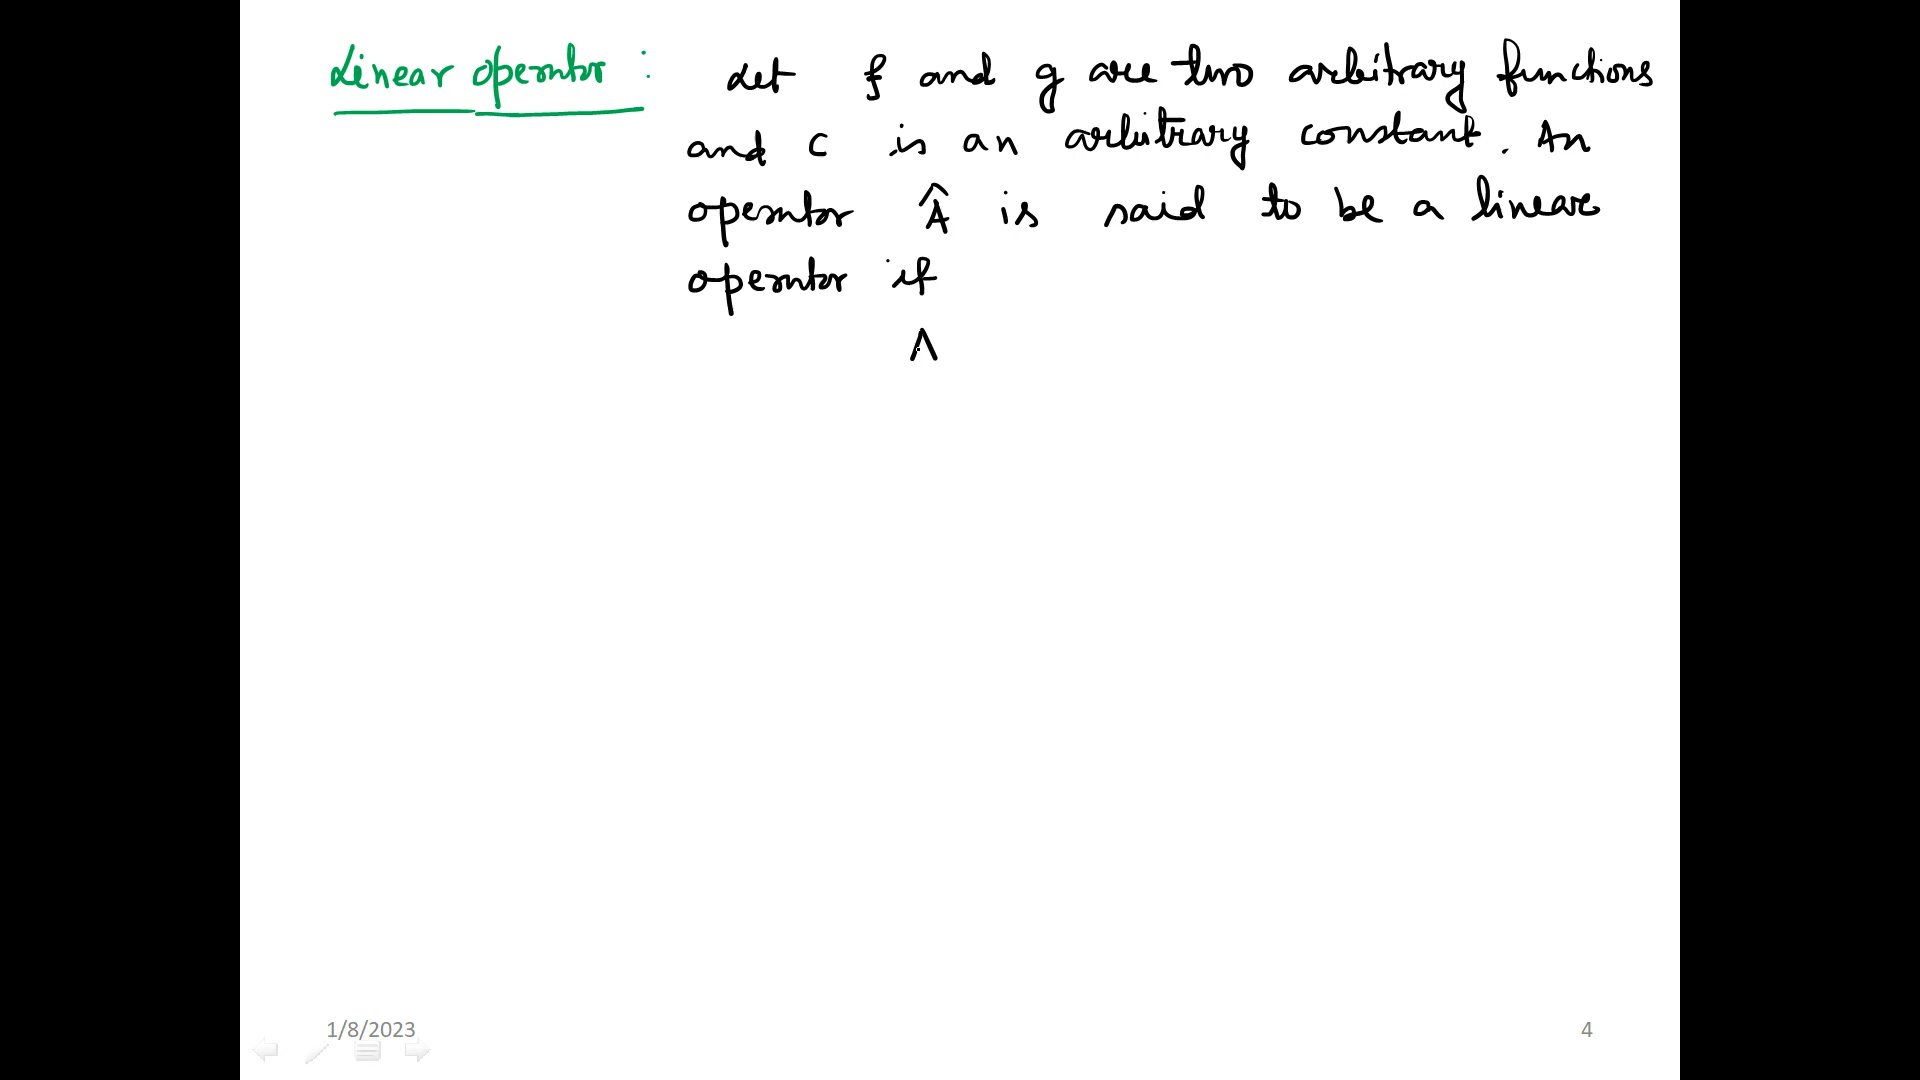 Linear operator : Let f and g are two arbitrary functions
and c is an arbitrary constant. An
operator Â is said to be a linear
operator if
Λ
1/8/2023 4